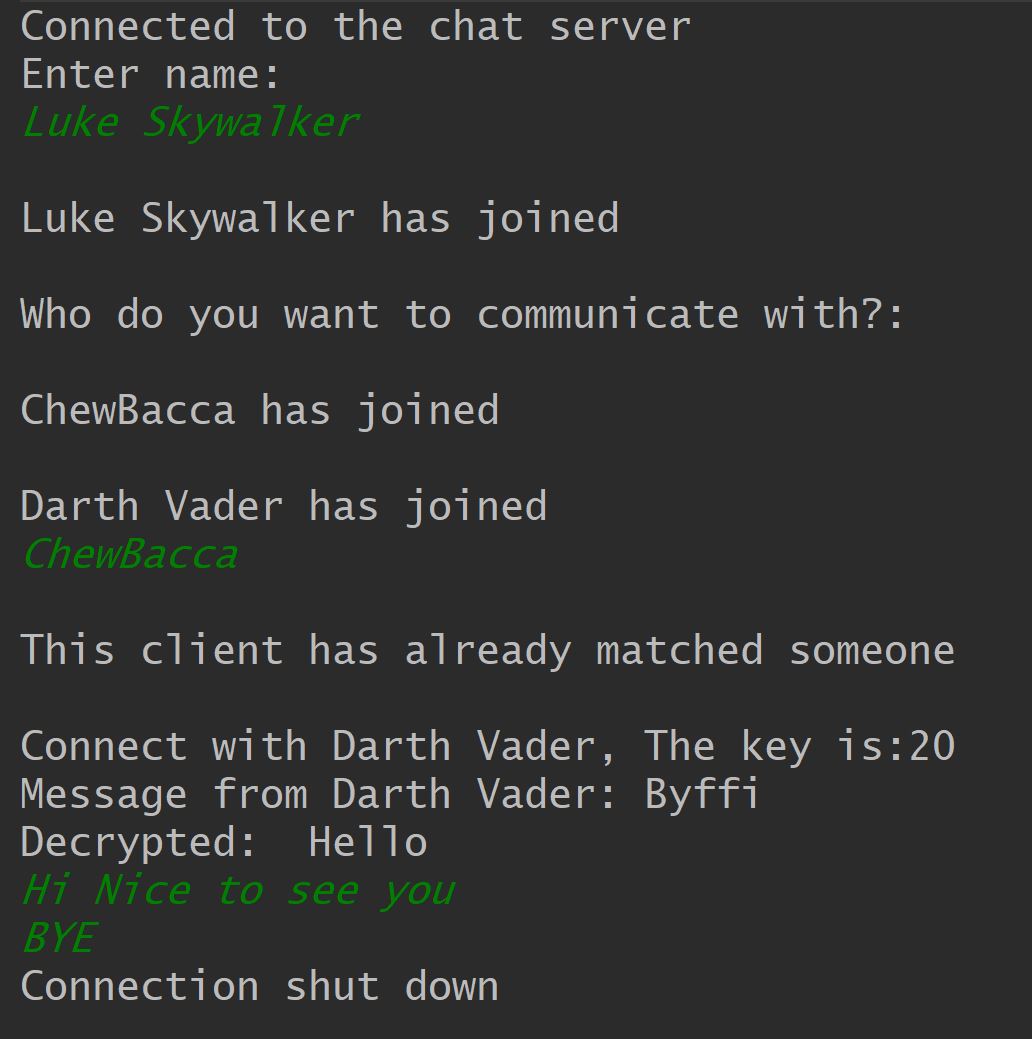 Connected to the chat server
Enter name:
Luke Skywalker
Luke Skywalker has joined
Who do you want to communicate with?:
ChewBacca has joined
Darth Vader has joined
ChewBacca
This client has already matched someone
Connect with Darth Vader, The key is:20
Message from Darth Vader: Byffi
Decrypted:  Hello
Hi Nice to see you
BYE
Connection shut down